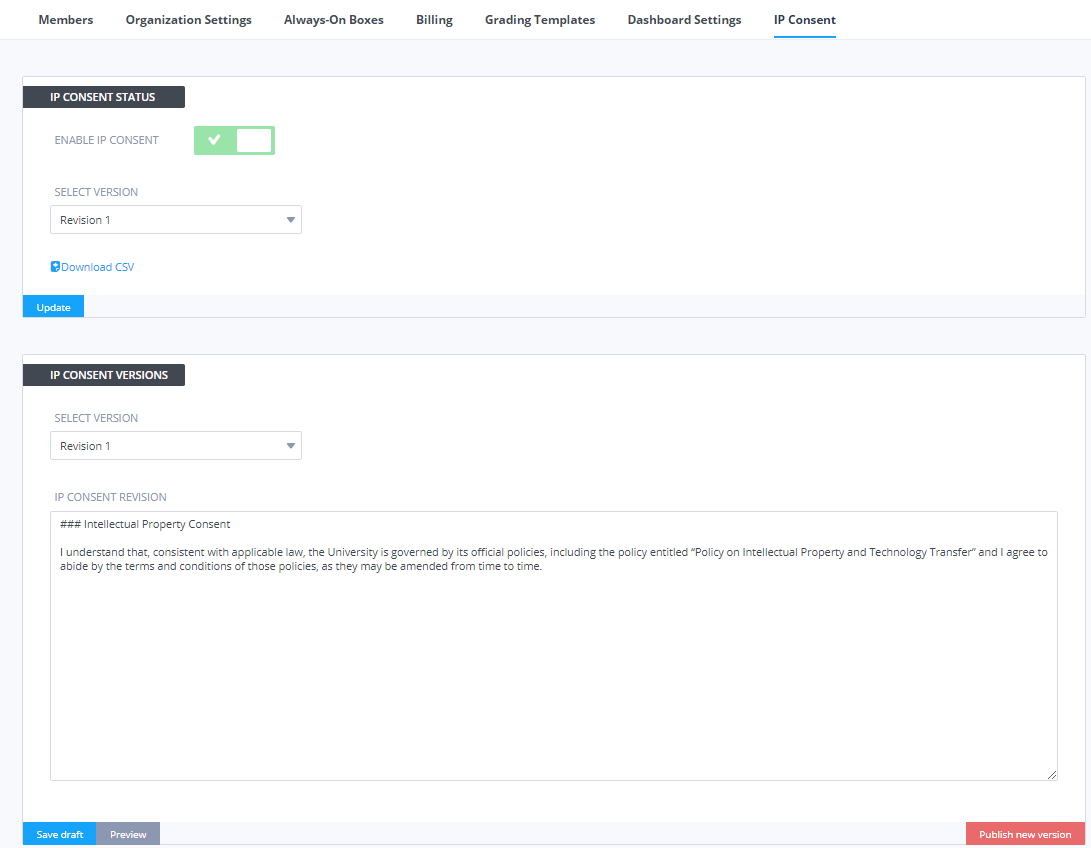 Members Organization Settings Always-On Boxes Billing Grading Templates Dashboard Settings IP Consent
IP CONSENT STATUS
ENABLE IP CONSENT
SELECT VERSION
Revision 1
Download CSV
Update
IP CONSENT VERSIONS
SELECT VERSION
Revision 1
IP CONSENT REVISION
### Intellectual Property Consent
I understand that, consistent with applicable law, the University is governed by its official policies, including the policy entitled “Policy on Intellectual Property and Technology Transfer” and I agree to
abide by the terms and conditions of those policies, as they may be amended from time to time.
Save draft Preview Publish new version